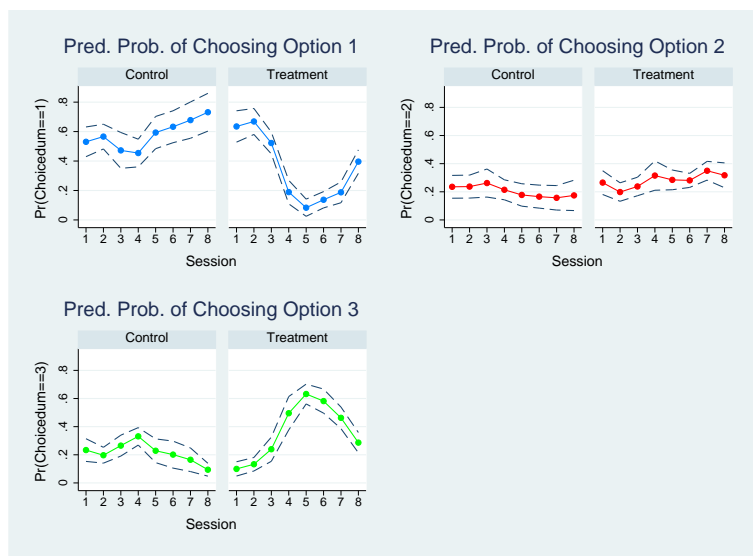 Pred. Prob. of Choosing Option 1
Control
Treatment
Pr(Choicedum==1)
.8
.6
.4
.2
0
1 2 3 4 5 6 7 8
1 2 3 4 5 6 7 8
Session
Pred. Prob. of Choosing Option 2
Control
Treatment
Pr(Choicedum==2)
.8
.6
.4
.2
0
1 2 3 4 5 6 7 8
1 2 3 4 5 6 7 8
Session
Pred. Prob. of Choosing Option 3
Control
Treatment
Pr(Choicedum==3)
.8
.6
.4
.2
0
1 2 3 4 5 6 7 8
1 2 3 4 5 6 7 8
Session